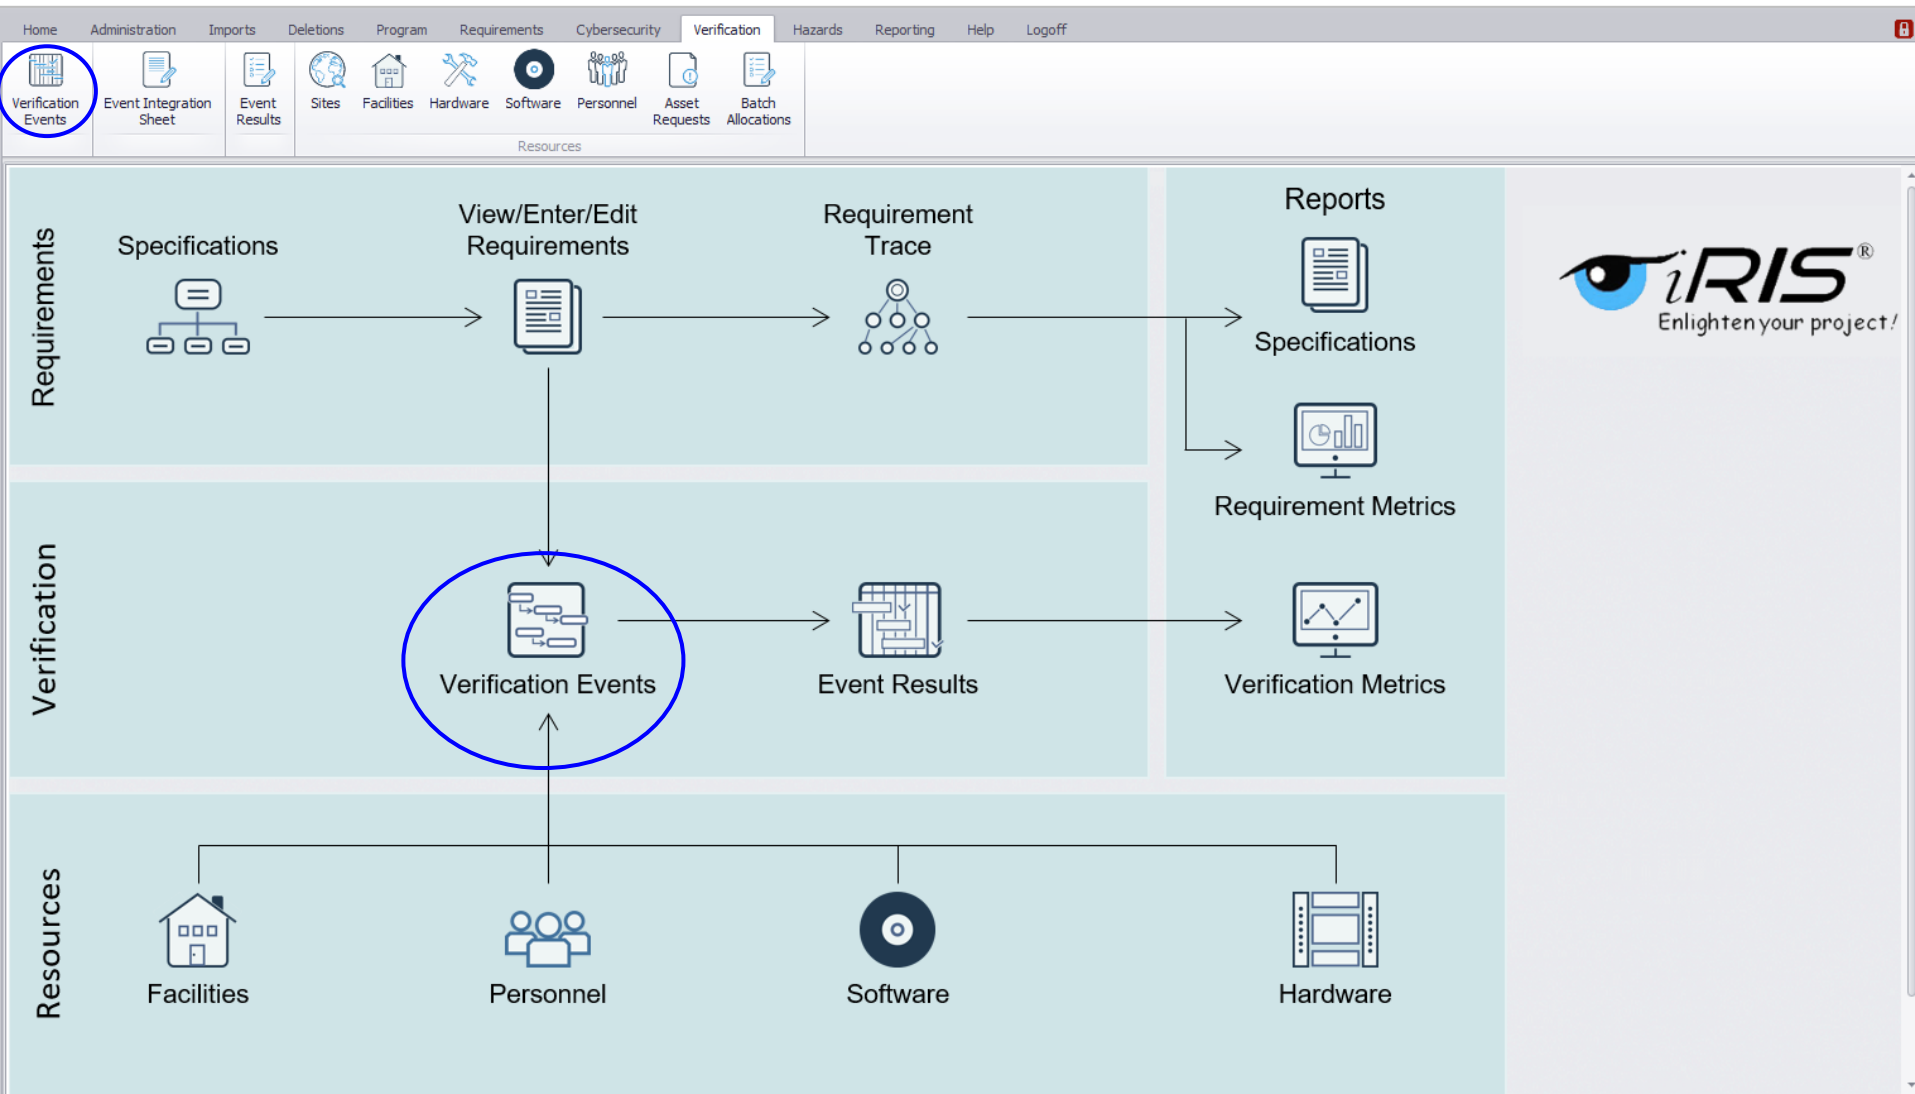 Home Administration Imports Deletions Program Requirements Cybersecurity Verification Hazards Reporting Help Logoff
Verification
Events
Event Integration
Sheet
Event
Results
Sites
Facilities
Hardware
Software
Personnel
Asset
Requests
Batch
Allocations
Resources
Requirements
Specifications
View/Enter/Edit
Requirements
Requirement
Trace
Reports
Specifications
Requirement Metrics
iRIS®
Enlighten your project!
Verification
Verification Events
Event Results
Verification Metrics
Resources
Facilities
Personnel
Software
Hardware